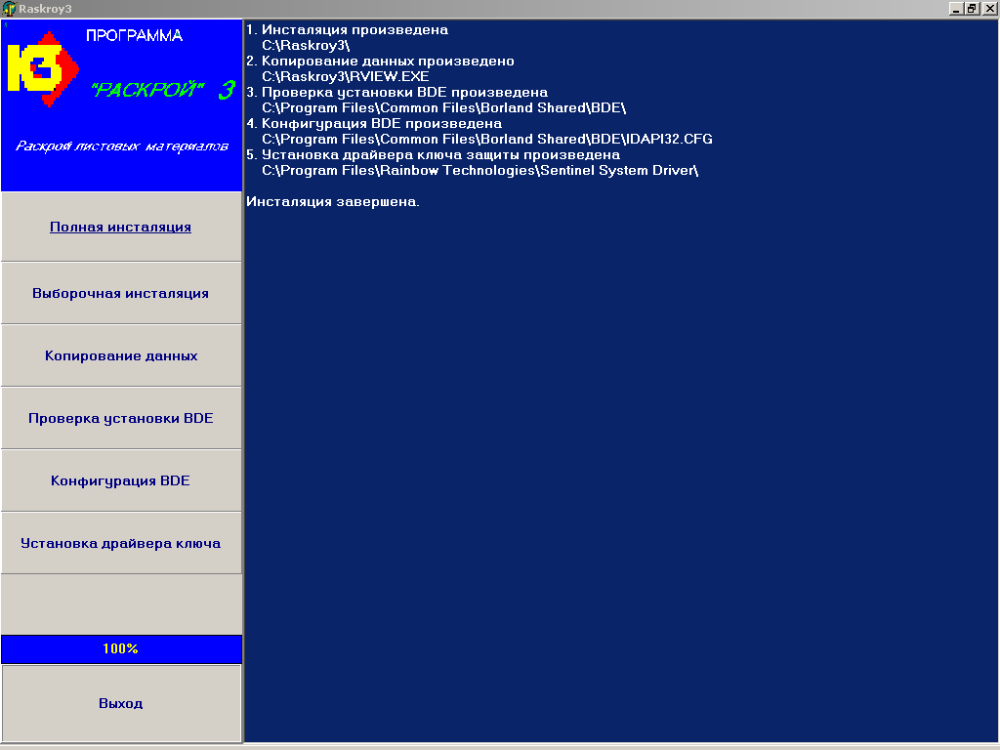 Raskroy3
ПРОГРАММА
КЗ
"РАСКРОЙ" 3
Раскрой листовых материалов
Полная инсталяция
Выборочная инсталяция
Копирование данных
Проверка установки BDE
Конфигурация BDE
Установка драйвера ключа
100%
Выход
1. Инсталяция произведена
C:\Raskroy3\
2. Копирование данных произведено
C:\Raskroy3\RVIEW.EXE
3. Проверка установки BDE произведена
C:\Program Files\Common Files\Borland Shared\BDE\
4. Конфигурация BDE произведена
C:\Program Files\Common Files\Borland Shared\BDE\IDAPI32.CFG
5. Установка драйвера ключа защиты произведена
C:\Program Files\Rainbow Technologies\Sentinel System Driver\
Инсталяция завершена.